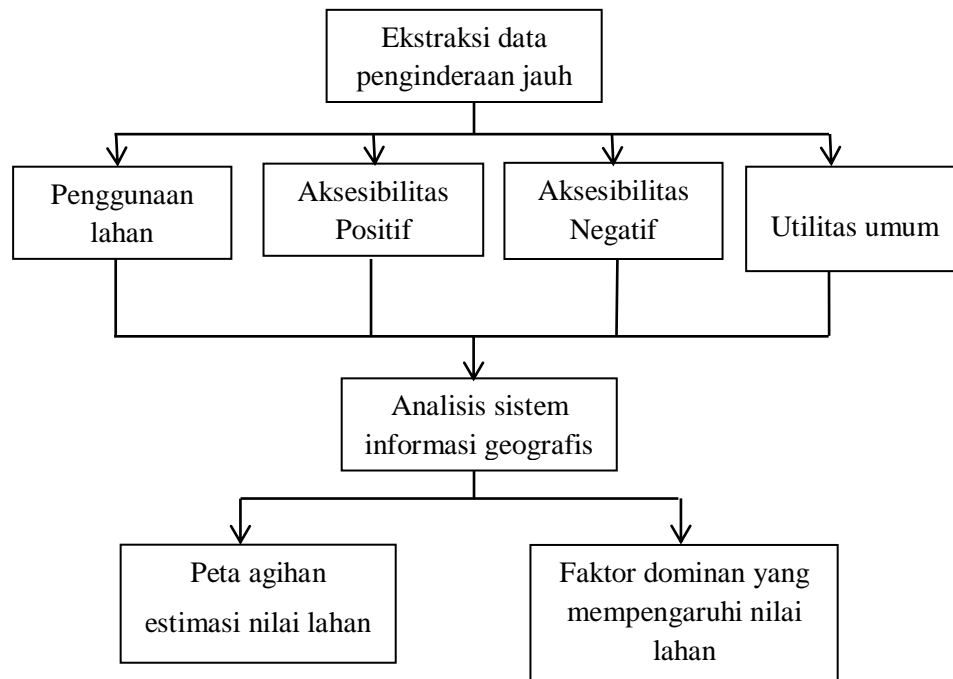 Ekstraksi data
penginderaan jauh
Penggunaan
lahan
Aksesibilitas
Positif
Aksesibilitas
Negatif
Utilitas umum
Analisis sistem
informasi geografis
Peta agihan
estimasi nilai lahan
Faktor dominan yang
mempengaruhi nilai
lahan